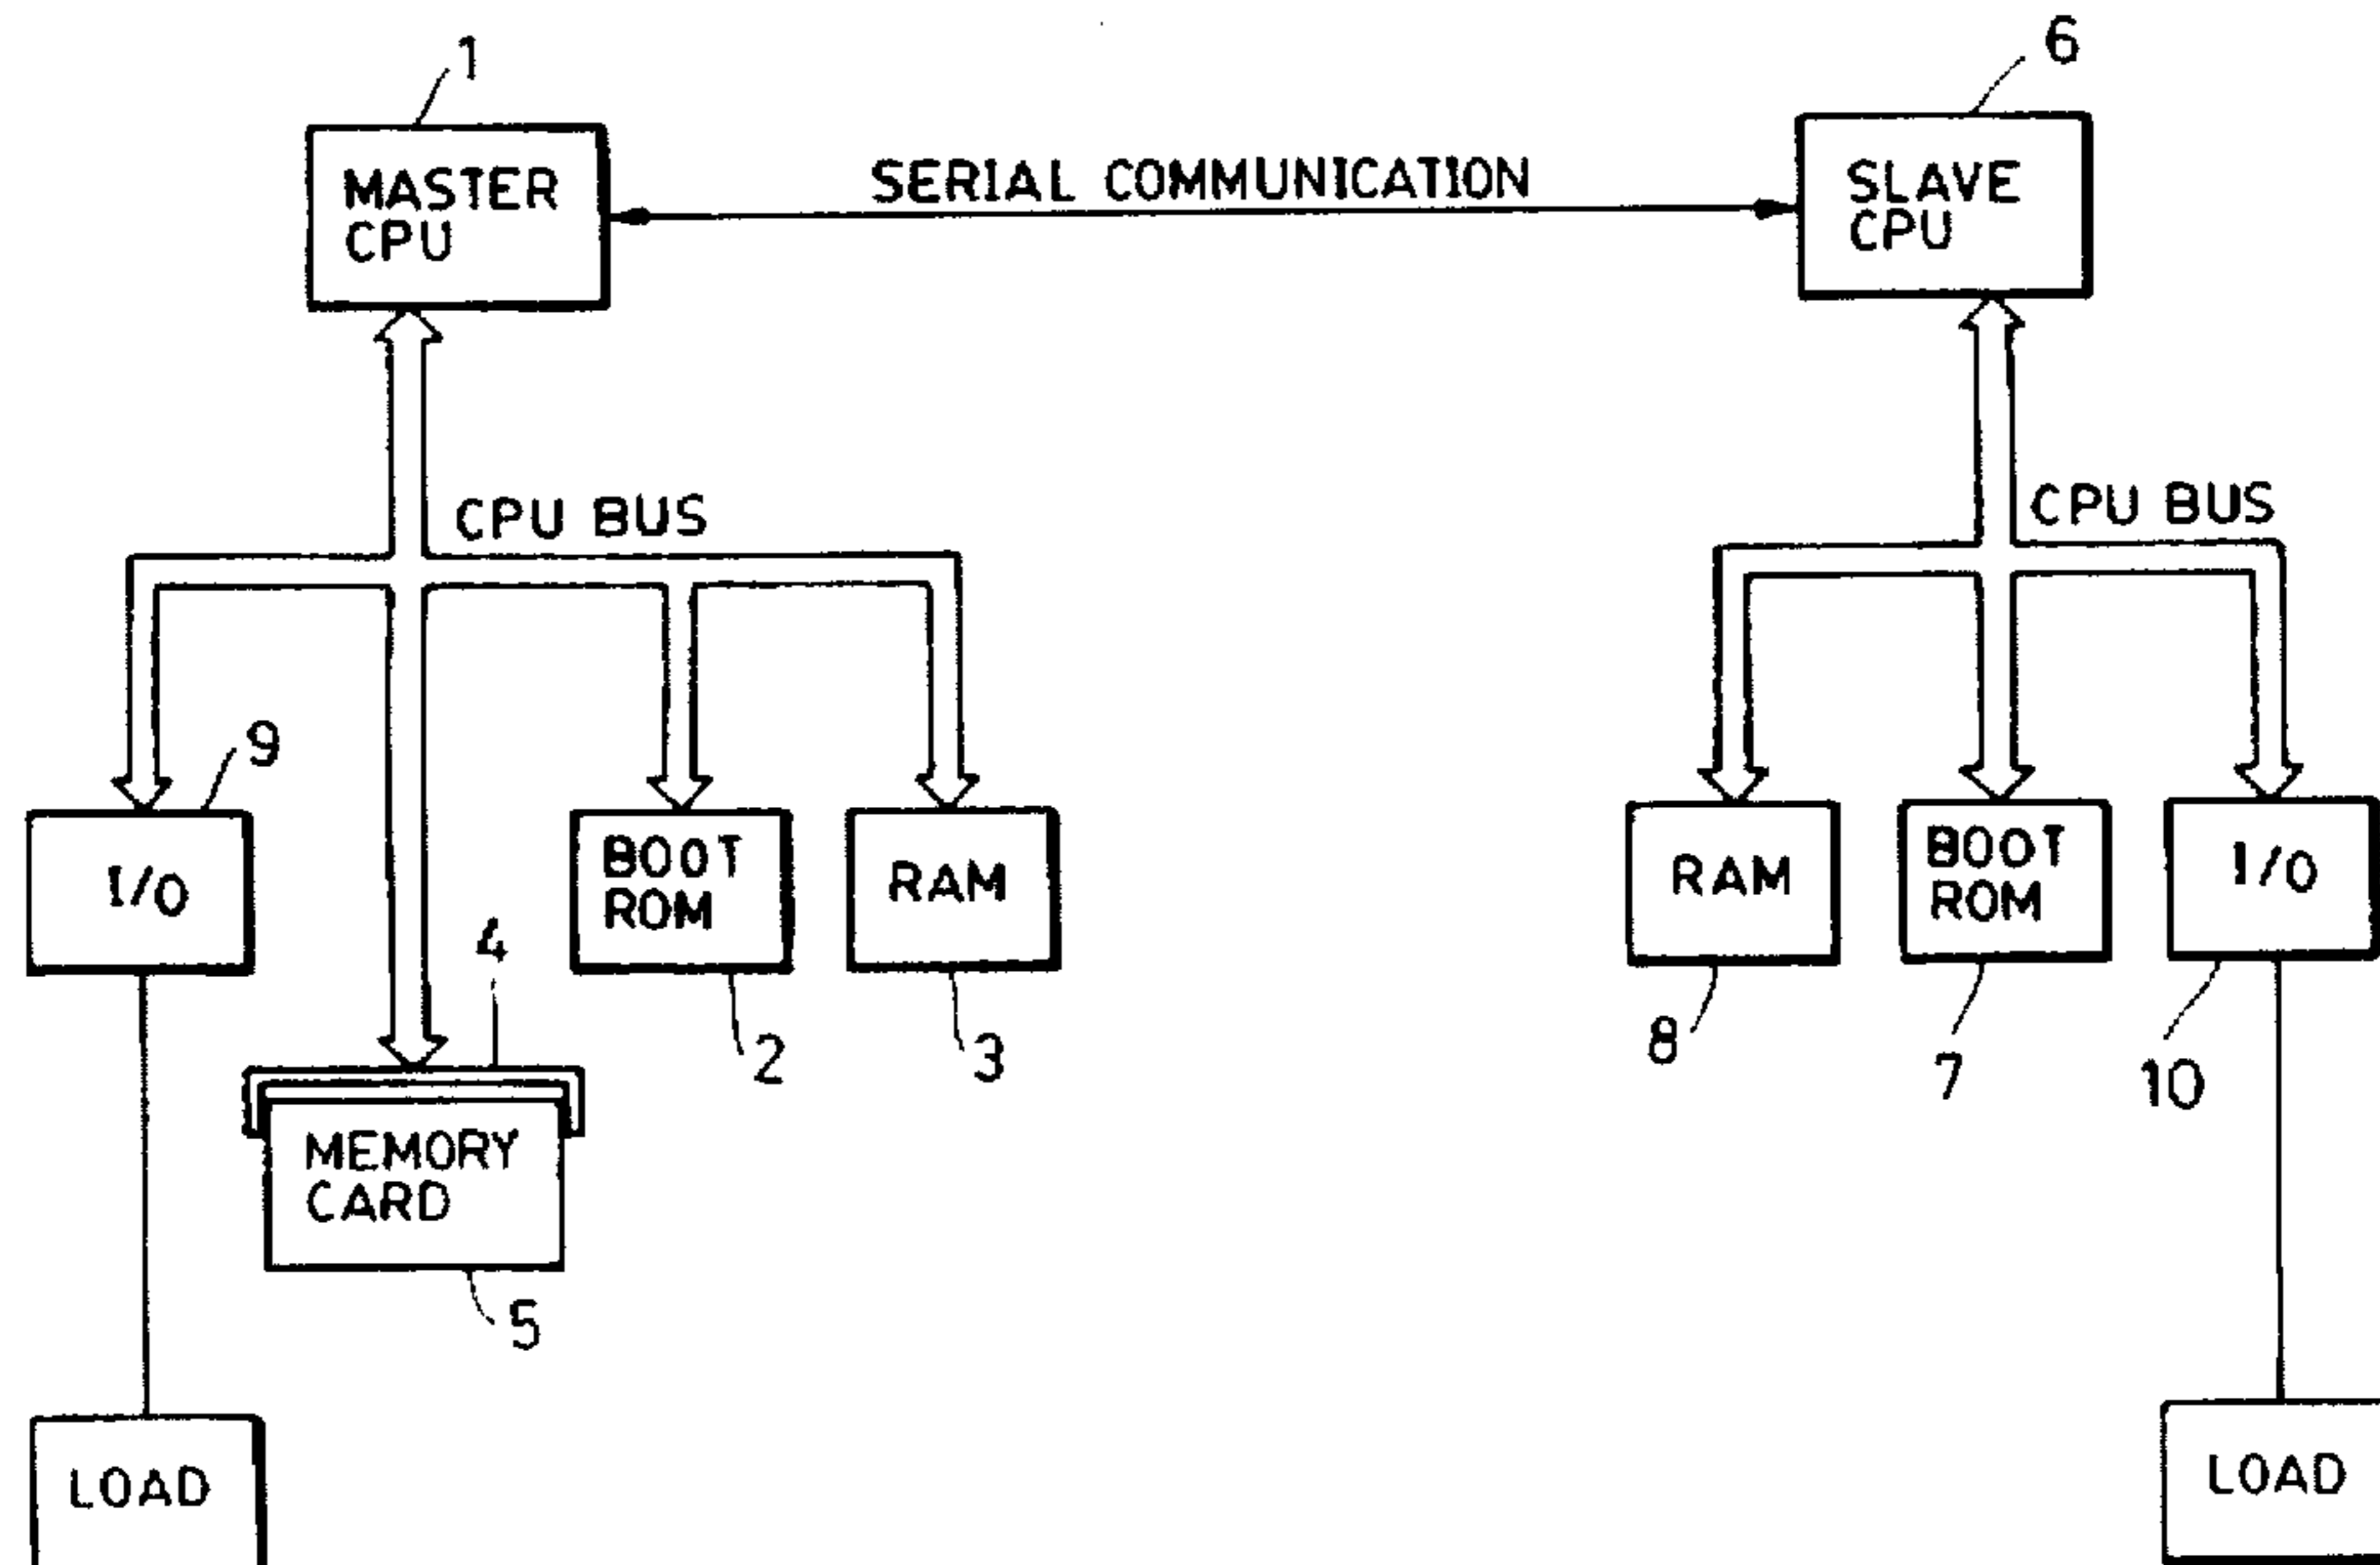 1
6
MASTER
CPU
SERIAL COMMUNICATION
SLAVE
CPU
CPU BUS
CPU BUS
9
I/O
BOOT
ROM
RAM
RAM
BOOT
ROM
I/O
4
2
3
8
7
10
MEMORY
CARD
5
LOAD
LOAD